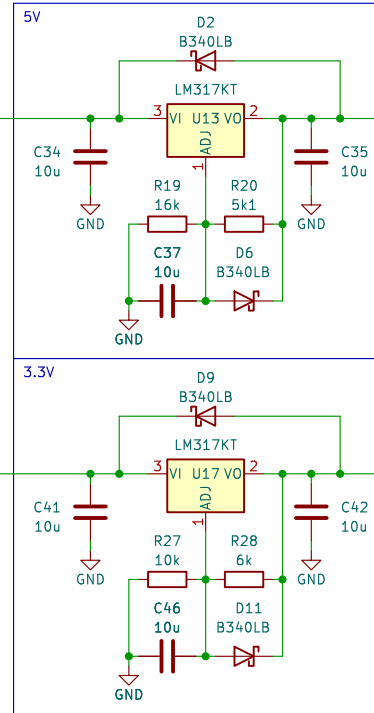 5V
D2
B340LB
LM317KT
3 VI U13 VO 2
ADJ
1
C34
10u
C35
10u
GND
GND
R19
16k
R20
5k1
C37
10u
D6
B340LB
GND
3.3V
D9
B340LB
LM317KT
3 VI U17 VO 2
ADJ
1
C41
10u
C42
10u
GND
GND
R27
10k
R28
6k
C46
10u
D11
B340LB
GND